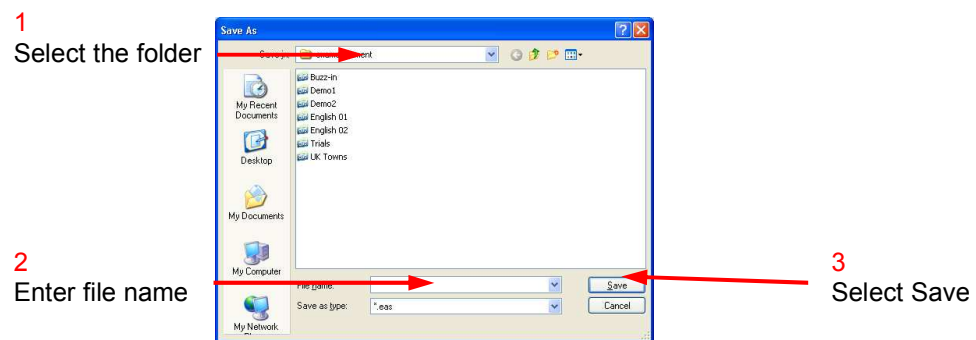 1
Select the folder
Save As
My Recent
Documents
Desktop
My Documents
My Computer
My Network
Buzz-in
Demo1
Demo2
English 01
English 02
Trials
UK Towns
2
Enter file name
File name:
Save
Save as type:
*.eas
Cancel
3
Select Save